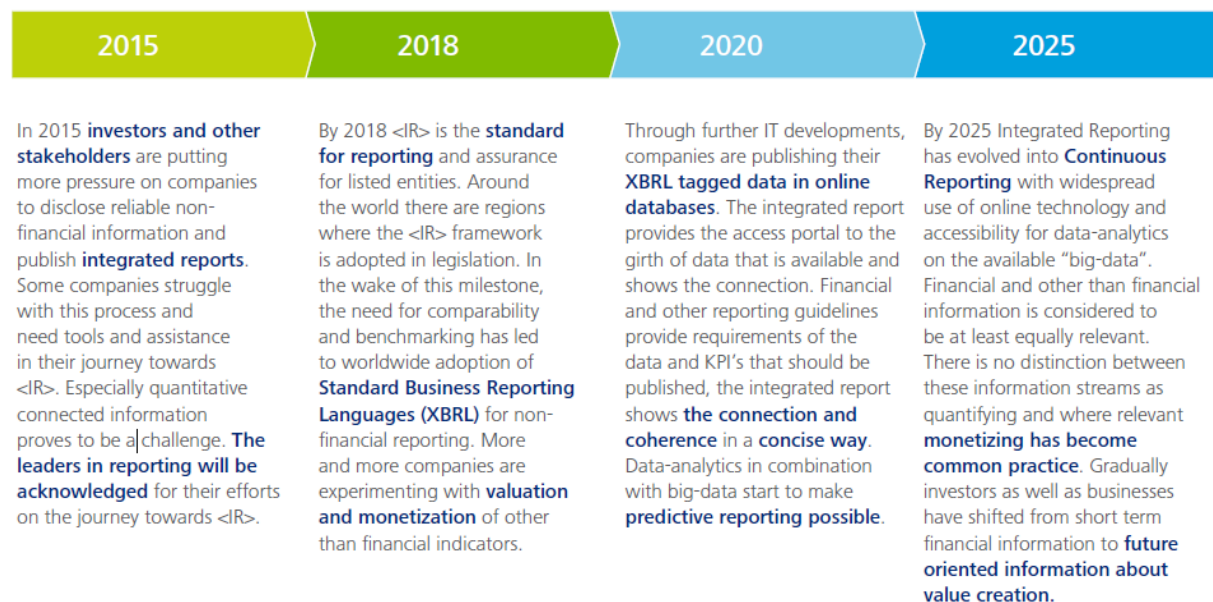 2015
2018
2020
2025
In 2015 investors and other
stakeholders are putting
more pressure on companies
to disclose reliable non-
financial information and
publish integrated reports.
Some companies struggle
with this process and
need tools and assistance
in their journey towards
<IR>. Especially quantitative
connected information
proves to be a challenge. The
leaders in reporting will be
acknowledged for their efforts
on the journey towards <IR>.
By 2018 <IR> is the standard
for reporting and assurance
for listed entities. Around
the world there are regions
where the <IR> framework
is adopted in legislation. In
the wake of this milestone,
the need for comparability
and benchmarking has led
to worldwide adoption of
Standard Business Reporting
Languages (XBRL) for non-
financial reporting. More
and more companies are
experimenting with valuation
and monetization of other
than financial indicators.
Through further IT developments,
companies are publishing their
XBRL tagged data in online
databases. The integrated report
provides the access portal to the
girth of data that is available and
shows the connection. Financial
and other reporting guidelines
provide requirements of the
data and KPI's that should be
published, the integrated report
shows the connection and
coherence in a concise way.
Data-analytics in combination
with big-data start to make
predictive reporting possible.
By 2025 Integrated Reporting
has evolved into Continuous
Reporting with widespread
use of online technology and
accessibility for data-analytics
on the available “big-data”.
Financial and other than financial
information is considered to
be at least equally relevant.
There is no distinction between
these information streams as
quantifying and where relevant
monetizing has become
common practice. Gradually
investors as well as businesses
have shifted from short term
financial information to future
oriented information about
value creation.